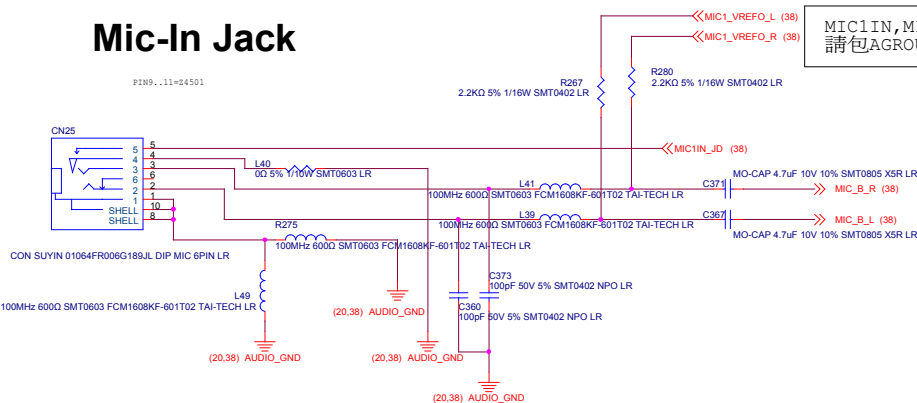 Mic-In Jack
PIN9..11=Z4501
MIC1_VREFO_L (38)
MIC1_VREFO_R (38)
MIC1IN,M
請包AGROU
R267
2.2KΩ 5% 1/16W SMT0402 LR
R280
2.2KΩ 5% 1/16W SMT0402 LR
CN25
5
4
3
6
2
1
SHELL
SHELL
5
4
3
6
2
1
10
8
MIC1IN_JD (38)
L40
0Ω 5% 1/10W SMT0603 LR
L41
100MHz 600Ω SMT0603 FCM1608KF-601T02 TAI-TECH LR
C371
MO-CAP 4.7uF 10V 10% SMT0805 X5R LR
MIC_B_R (38)
L39
100MHz 600Ω SMT0603 FCM1608KF-601T02 TAI-TECH LR
C367
MIC_B_L (38)
MO-CAP 4.7uF 10V 10% SMT0805 X5R LR
R275
100MHz 600Ω SMT0603 FCM1608KF-601T02 TAI-TECH LR
CON SUYIN 01064FR006G189JL DIP MIC 6PIN LR
L49
100MHz 600Ω SMT0603 FCM1608KF-601T02 TAI-TECH LR
C373
100pF 50V 5% SMT0402 NPO LR
C360
100pF 50V 5% SMT0402 NPO LR
(20,38) AUDIO_GND
(20,38) AUDIO_GND
(20,38) AUDIO_GND
(20,38) AUDIO_GND